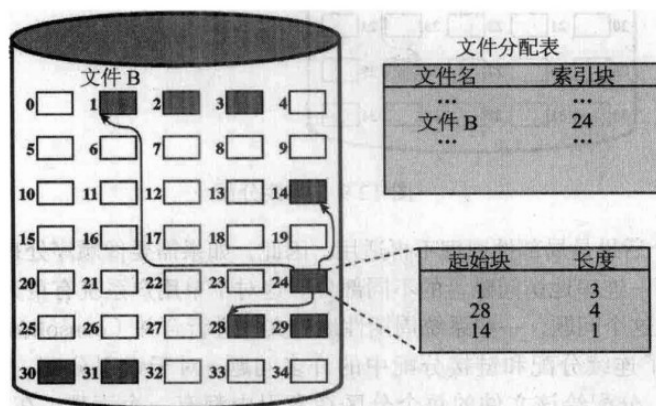 文件 B
0 1 2 3 4
5 6 7 8 9
10 11 12 13 14
15 16 17 18 19
20 21 22 23 24
25 26 27 28 29
30 31 32 33 34
文件分配表
文件名 索引块
… …
文件 B 24
… …
起始块 长度
1 3
28 4
14 1